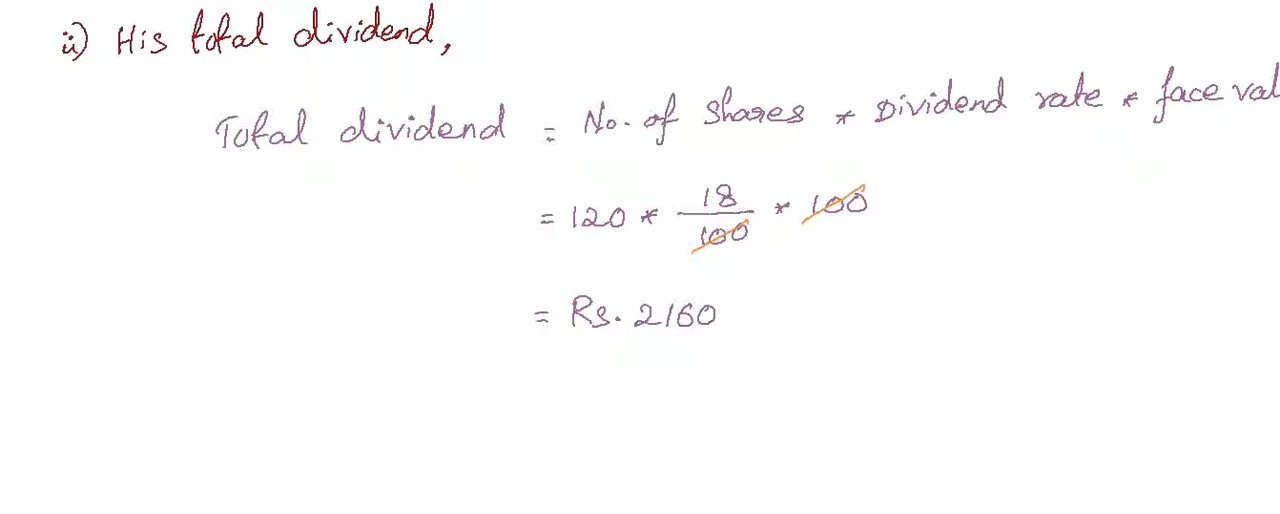 ii) His total dividend,
Total dividend = No. of Shares * Dividend rate * face val
= 120 * 18/100 * 100
= Rs. 2160